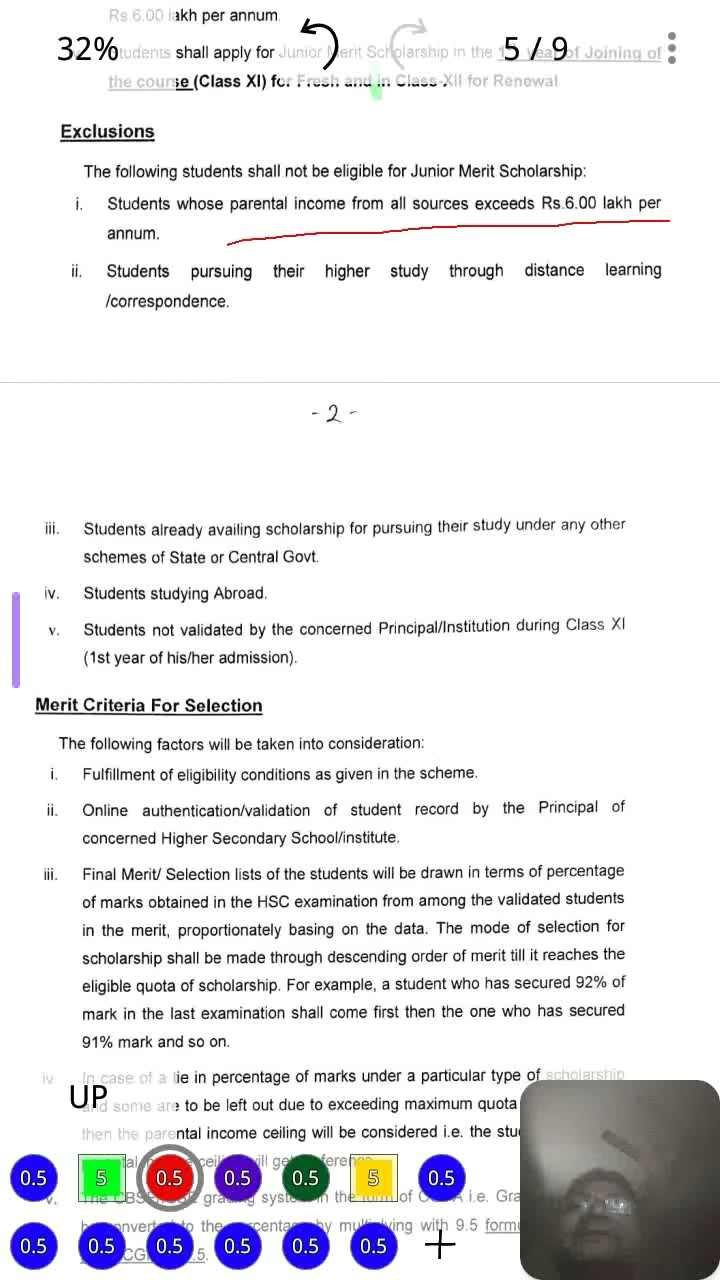 Rs.6.00 lakh per annum.
32% 5 / 9
Students shall apply for Junior Merit Scholarship in the year of Joining of
the course (Class XI) for Fresh and in Class-XII for Renewal
Exclusions
The following students shall not be eligible for Junior Merit Scholarship:
i. Students whose parental income from all sources exceeds Rs.6.00 lakh per
annum.
ii. Students pursuing their higher study through distance learning
/correspondence.
- 2 -
iii. Students already availing scholarship for pursuing their study under any other
schemes of State or Central Govt.
iv. Students studying Abroad.
v. Students not validated by the concerned Principal/Institution during Class XI
(1st year of his/her admission).
Merit Criteria For Selection
The following factors will be taken into consideration:
i. Fulfillment of eligibility conditions as given in the scheme.
ii. Online authentication/validation of student record by the Principal of
concerned Higher Secondary School/institute.
iii. Final Merit/ Selection lists of the students will be drawn in terms of percentage
of marks obtained in the HSC examination from among the validated students
in the merit, proportionately basing on the data. The mode of selection for
scholarship shall be made through descending order of merit till it reaches the
eligible quota of scholarship. For example, a student who has secured 92% of
mark in the last examination shall come first then the one who has secured
91% mark and so on.
iv In case of a tie in percentage of marks under a particular type of scholarship
UP
and some are to be left out due to exceeding maximum quota
then the parental income ceiling will be considered i.e. the
0.5 5 0.5 0.5 0.5 5 0.5
v. grading system in the of i.e.
to the by with 9.5
0.5 0.5 0.5 0.5 0.5 0.5 +